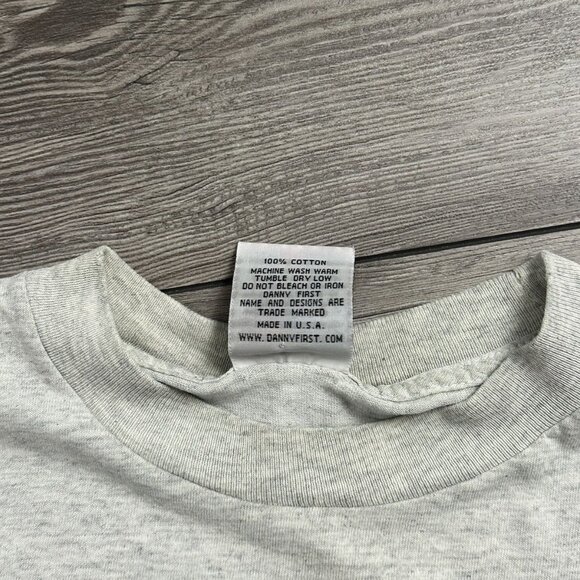 100% COTTON
MACHINE WASH WARM
TUMBLE DRY LOW
DO NOT BLEACH OR IRON
DANNY FIRST
NAME AND DESIGNS ARE
TRADE MARKED
MADE IN U.S.A.
WWW.DANNYFIRST.COM